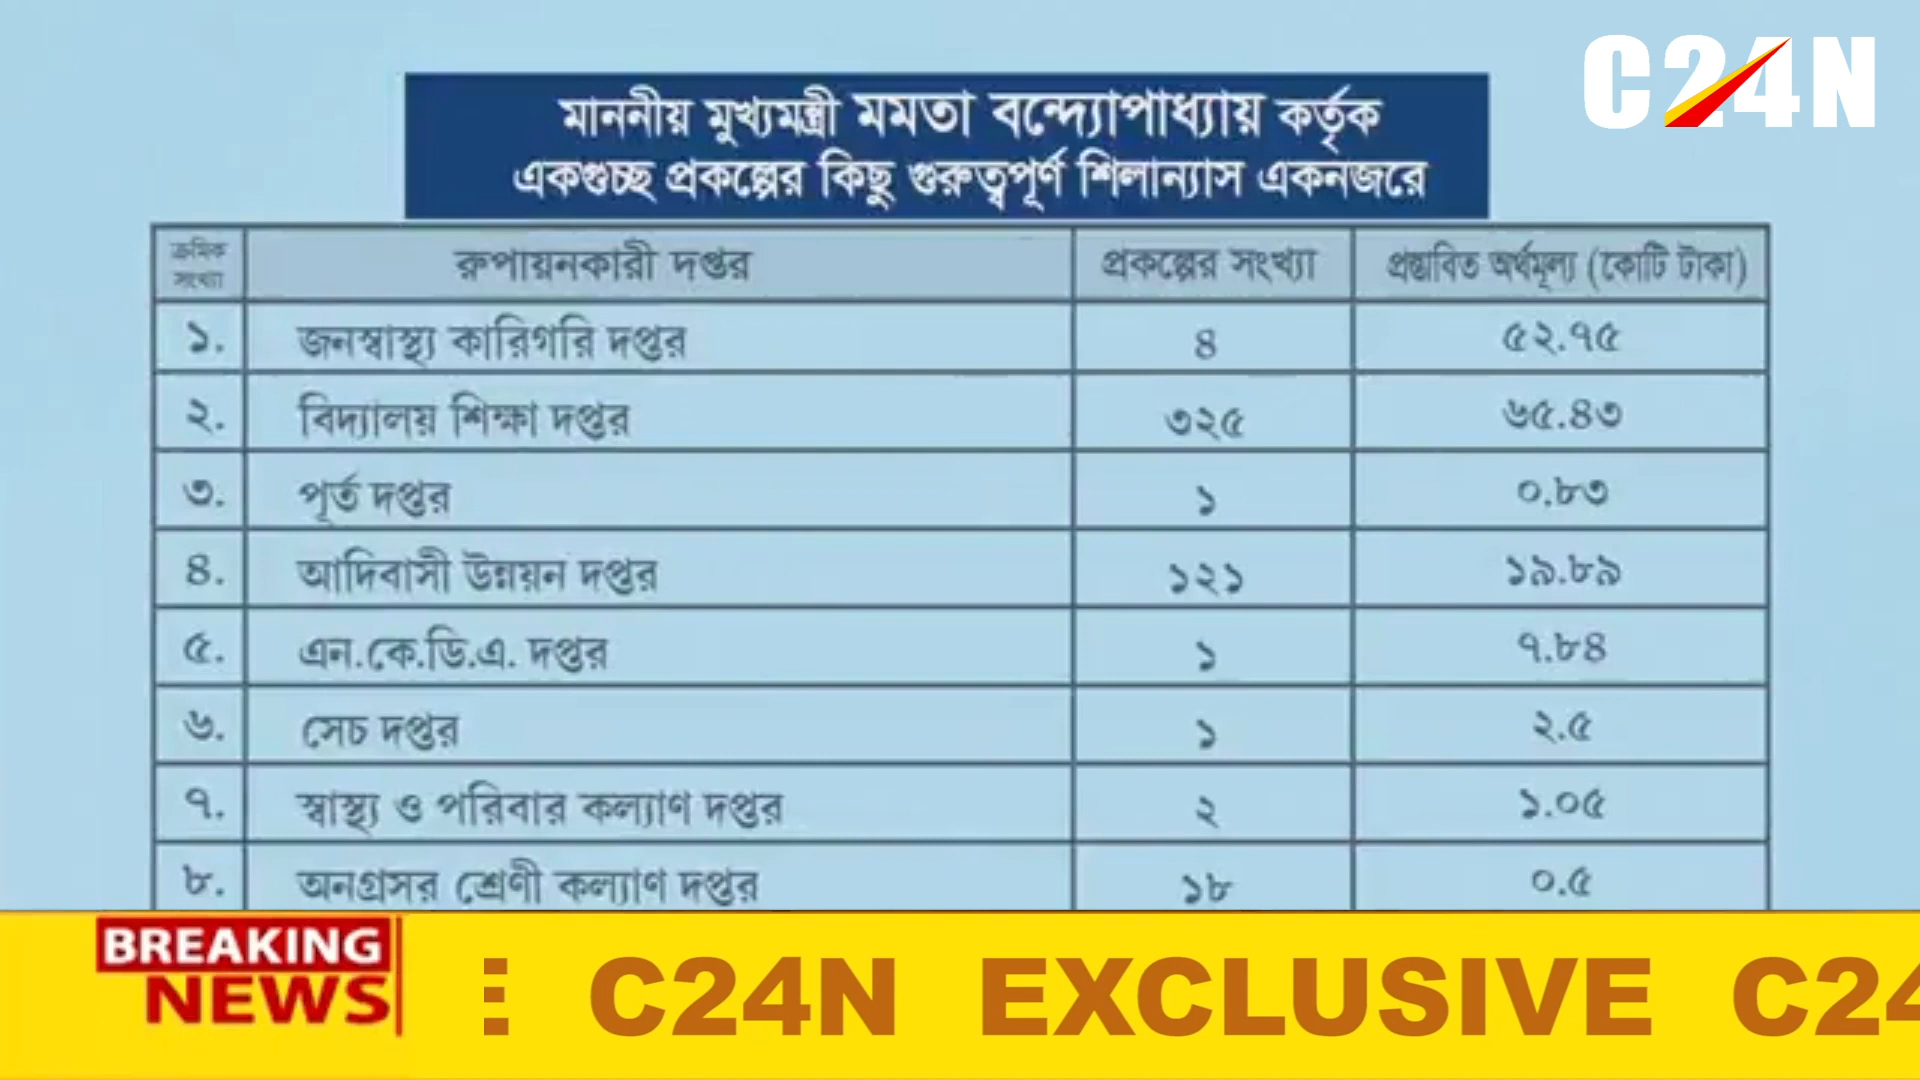 C24N
মাননীয় মুখ্যমন্ত্রী মমতা বন্দ্যোপাধ্যায় কর্তৃক
একগুচ্ছ প্রকল্পের কিছু গুরুত্বপূর্ণ শিলান্যাস একনজরে
ক্রমিক সংখ্যা রুপায়নকারী দপ্তর প্রকল্পের সংখ্যা প্রস্তাবিত অর্থমূল্য (কোটি টাকা)
১. জনস্বাস্থ্য কারিগরি দপ্তর ৪ ৫২.৭৫
২. বিদ্যালয় শিক্ষা দপ্তর ৩২৫ ৬৫.৪৩
৩. পূর্ত দপ্তর ১ ০.৮৩
৪. আদিবাসী উন্নয়ন দপ্তর ১২১ ১৯.৮৯
৫. এন.কে.ডি.এ. দপ্তর ১ ৭.৮৪
৬. সেচ দপ্তর ১ ২.৫
৭. স্বাস্থ্য ও পরিবার কল্যাণ দপ্তর ২ ১.০৫
৮. অনগ্রসর শ্রেণী কল্যাণ দপ্তর ১৮ ০.৫
BREAKING
NEWS
E C24N EXCLUSIVE C24